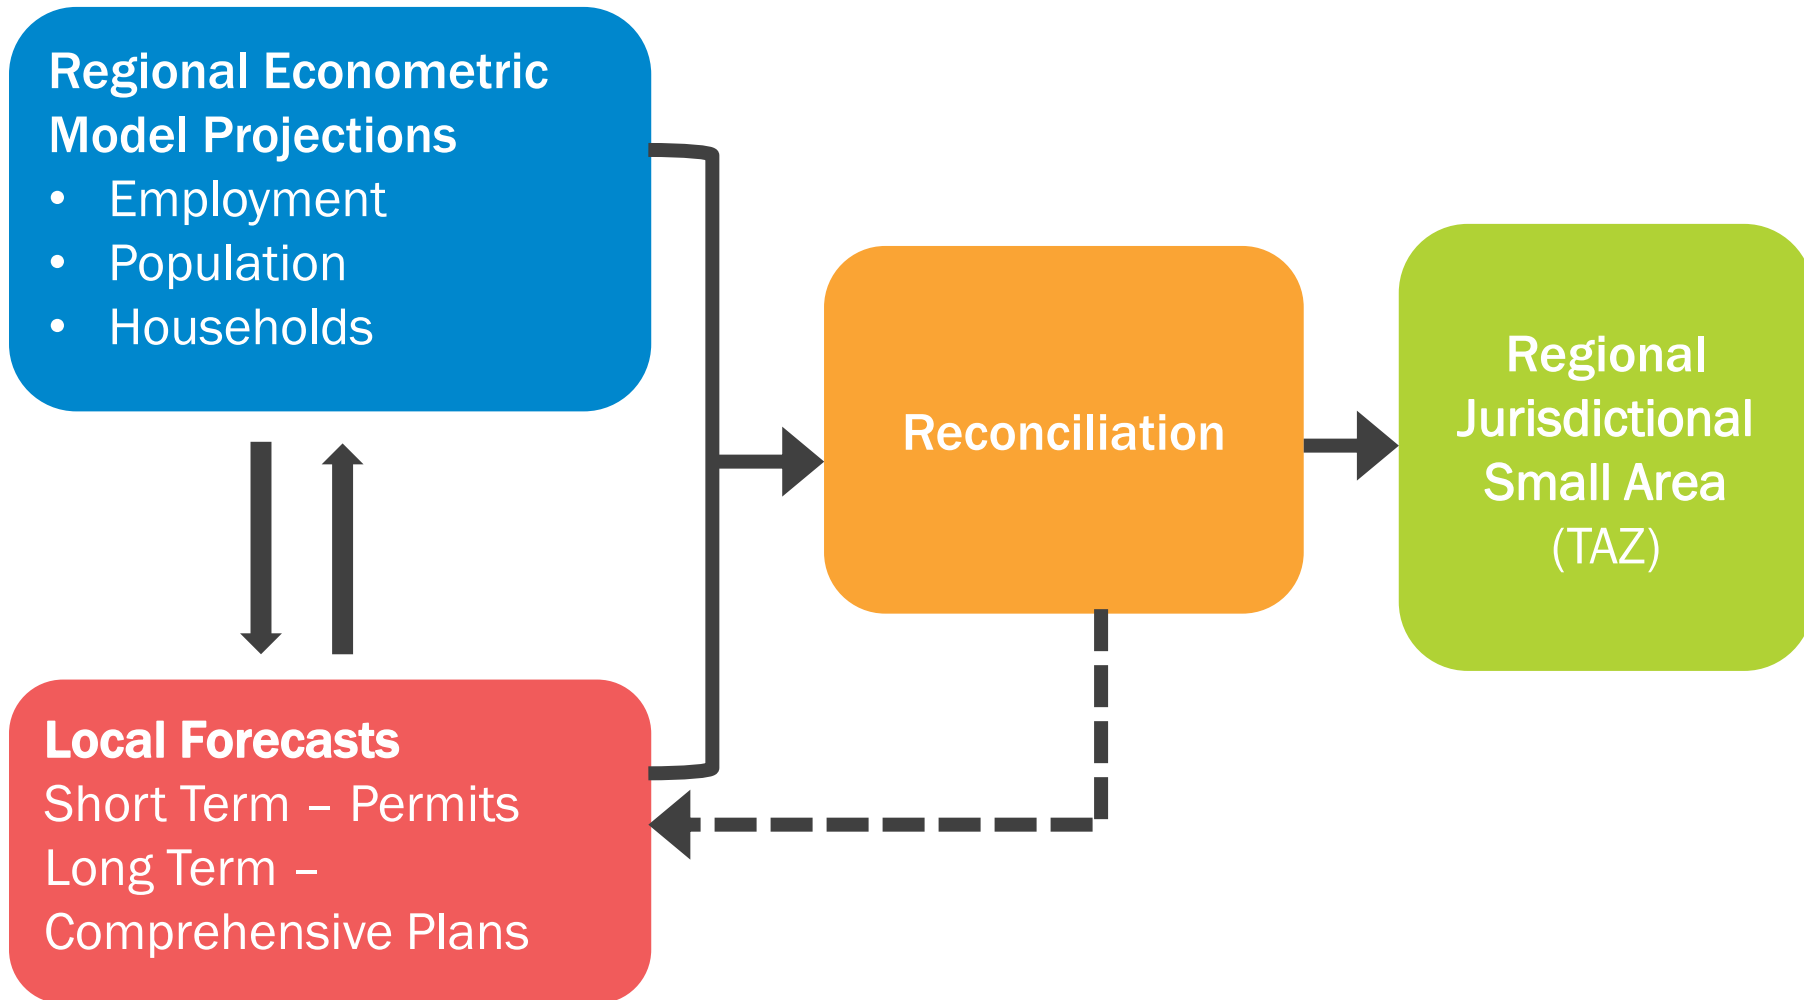 Regional Econometric
Model Projections
• Employment
• Population
• Households
Local Forecasts
Short Term – Permits
Long Term –
Comprehensive Plans
Reconciliation
Regional
Jurisdictional
Small Area
(TAZ)